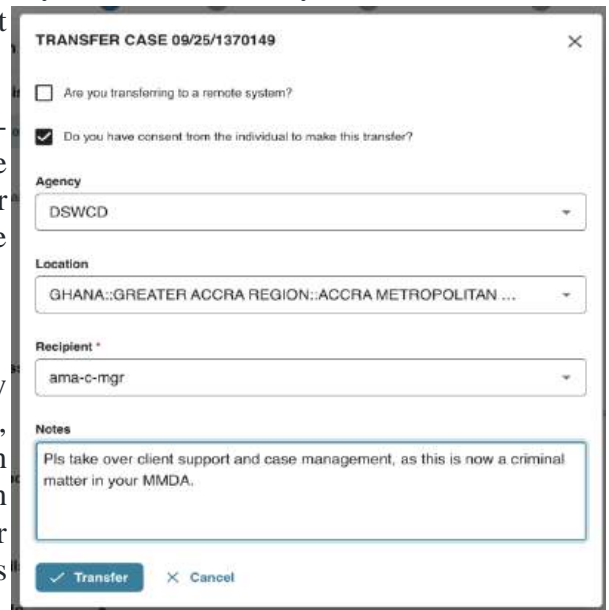 TRANSFER CASE 09/25/1370149
Are you transferring to a remote system?
Do you have consent from the individual to make this transfer?
Agency
DSWCD
Location
GHANA::GREATER ACCRA REGION::ACCRA METROPOLITAN ...
Recipient *
ama-c-mgr
Notes
Pls take over client support and case management, as this is now a criminal
matter in your MMDA.
Transfer
Cancel